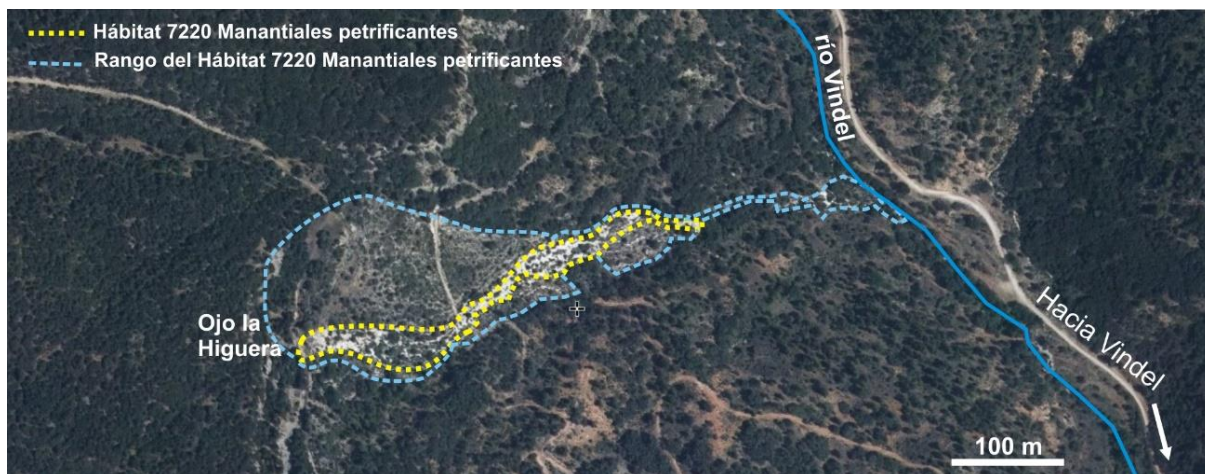 Hábitat 7220 Manantiales petrificantes
Rango del Hábitat 7220 Manantiales petrificantes
río Vindel
Ojo la
Higuera
Hacia Vindel
100 m